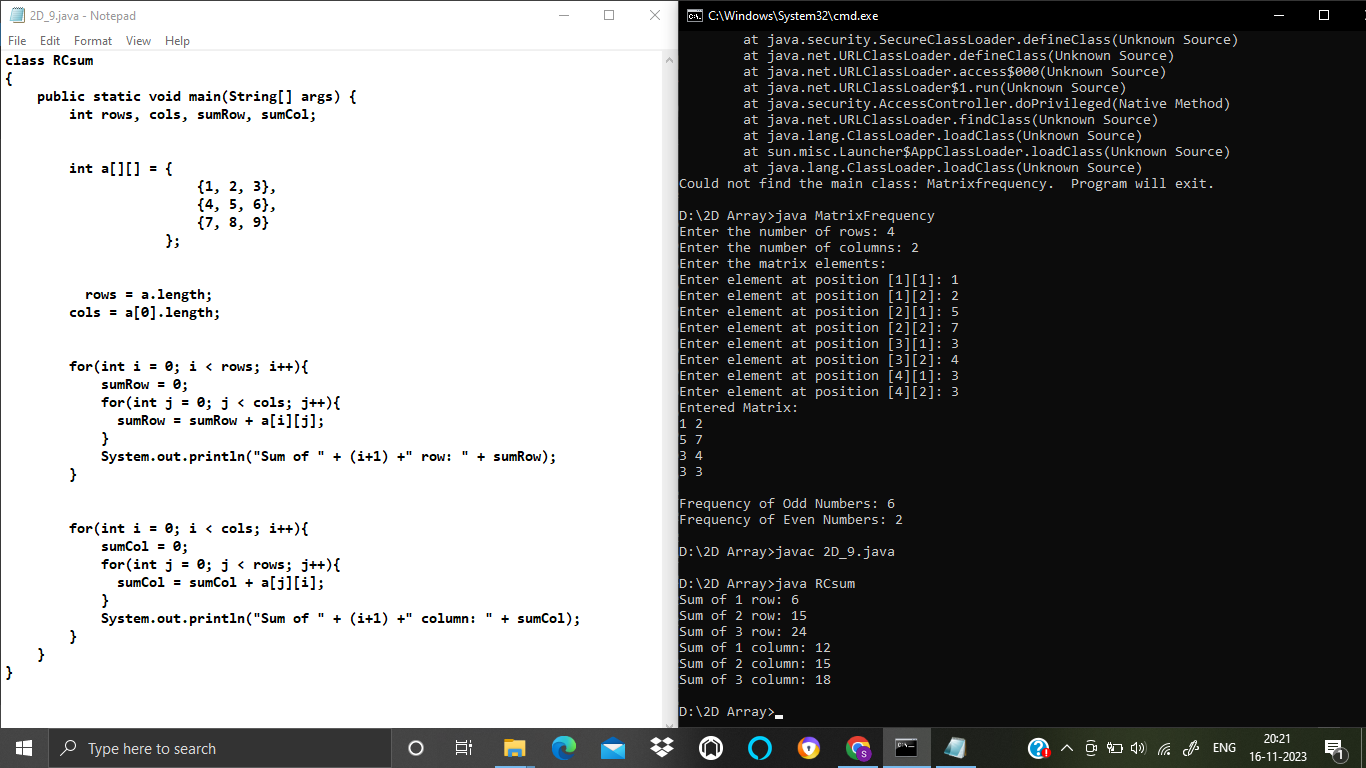 2D_9.java - Notepad
File Edit Format View Help
class RCsum
{
    public static void main(String[] args) {
        int rows, cols, sumRow, sumCol;
        int a[][] = {
                        {1, 2, 3},
                        {4, 5, 6},
                        {7, 8, 9}
                    };
          rows = a.length;
        cols = a[0].length;
        for(int i = 0; i < rows; i++){
            sumRow = 0;
            for(int j = 0; j < cols; j++){
              sumRow = sumRow + a[i][j];
            }
            System.out.println("Sum of " + (i+1) +" row: " + sumRow);
        }
        for(int i = 0; i < cols; i++){
            sumCol = 0;
            for(int j = 0; j < rows; j++){
              sumCol = sumCol + a[j][i];
            }
            System.out.println("Sum of " + (i+1) +" column: " + sumCol);
        }
    }
}
C:\Windows\System32\cmd.exe
        at java.security.SecureClassLoader.defineClass(Unknown Source)
        at java.net.URLClassLoader.defineClass(Unknown Source)
        at java.net.URLClassLoader.access$000(Unknown Source)
        at java.net.URLClassLoader$1.run(Unknown Source)
        at java.security.AccessController.doPrivileged(Native Method)
        at java.net.URLClassLoader.findClass(Unknown Source)
        at java.lang.ClassLoader.loadClass(Unknown Source)
        at sun.misc.Launcher$AppClassLoader.loadClass(Unknown Source)
        at java.lang.ClassLoader.loadClass(Unknown Source)
Could not find the main class: Matrixfrequency.  Program will exit.
D:\2D Array>java MatrixFrequency
Enter the number of rows: 4
Enter the number of columns: 2
Enter the matrix elements:
Enter element at position [1][1]: 1
Enter element at position [1][2]: 2
Enter element at position [2][1]: 5
Enter element at position [2][2]: 7
Enter element at position [3][1]: 3
Enter element at position [3][2]: 4
Enter element at position [4][1]: 3
Enter element at position [4][2]: 3
Entered Matrix:
1 2
5 7
3 4
3 3
Frequency of Odd Numbers: 6
Frequency of Even Numbers: 2
D:\2D Array>javac 2D_9.java
D:\2D Array>java RCsum
Sum of 1 row: 6
Sum of 2 row: 15
Sum of 3 row: 24
Sum of 1 column: 12
Sum of 2 column: 15
Sum of 3 column: 18
D:\2D Array>
Type here to search
S
ENG
20:21
16-11-2023
1